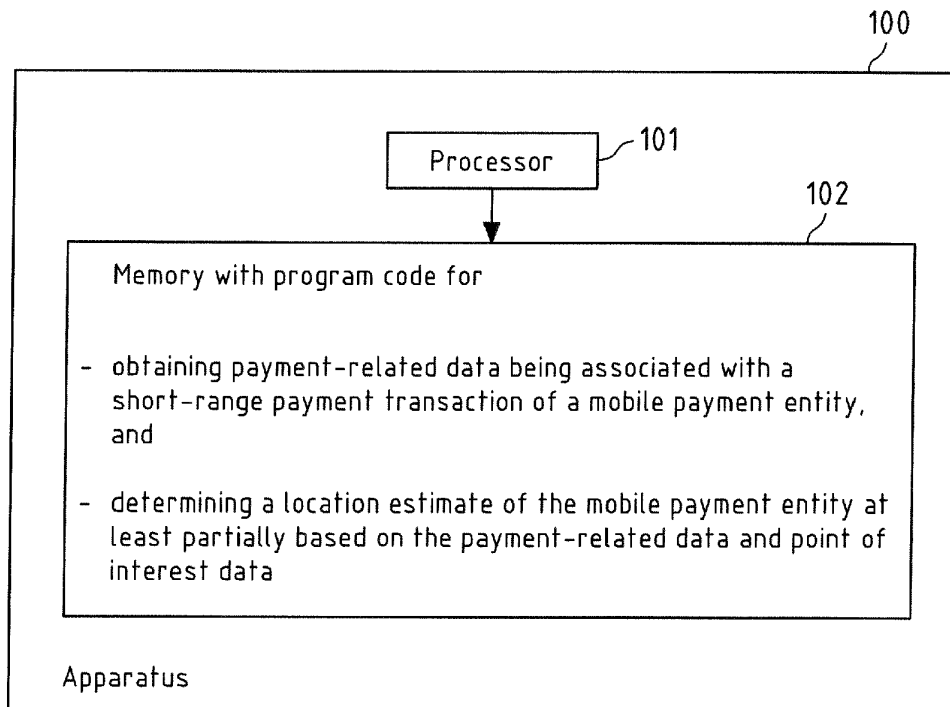 100
Processor
101
102
Memory with program code for
- obtaining payment-related data being associated with a
short-range payment transaction of a mobile payment entity,
and
- determining a location estimate of the mobile payment entity at
least partially based on the payment-related data and point of
interest data
Apparatus